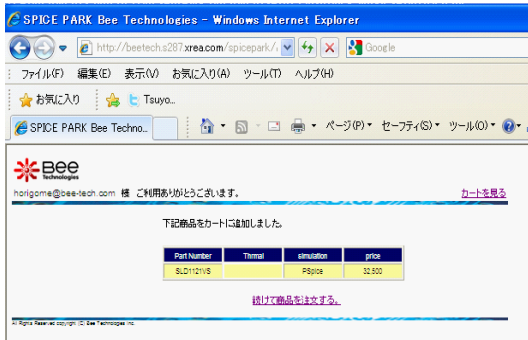 SPICE PARK Bee Technologies - Windows Internet Explorer
http://beetech.s287.xrea.com/spicepark/
Google
ファイル(F) 編集(E) 表示(V) お気に入り(A) ツール(T) ヘルプ(H)
お気に入り Tsuyo...
SPICE PARK Bee Techno... ページ(P) セーフティ(S) ツール(O)
Bee
Technologies
horigome@bee-tech.com 様 ご利用ありがとうございます。 カートを見る
下記商品をカートに追加しました。
Part Number Thrmal simulation price
SLD1121VS PSpice 32,500
続けて商品を注文する。
All Rights Reserved copyright (C) Bee Technologies Inc.